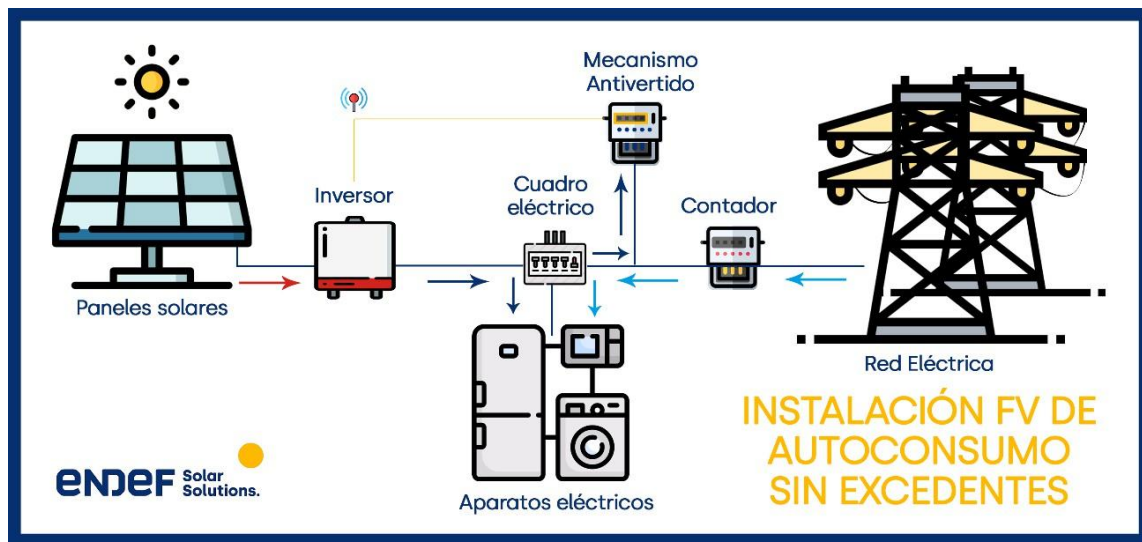 Mecanismo
Antivertido
Inversor
Cuadro
eléctrico
Contador
Paneles solares
Red Eléctrica
Aparatos eléctricos
INSTALACIÓN FV DE
AUTOCONSUMO
SIN EXCEDENTES
enDeF Solar
Solutions.